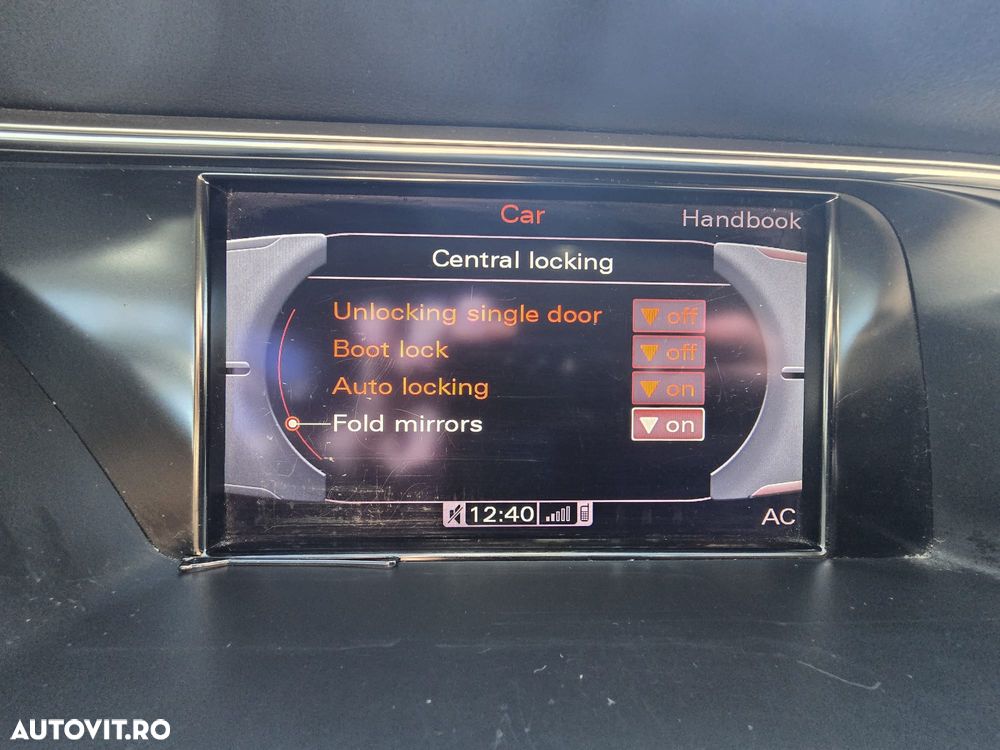 Car
Handbook
Central locking
Unlocking single door off
Boot lock off
Auto locking on
Fold mirrors on
12:40
AC
AUTOVIT.RO